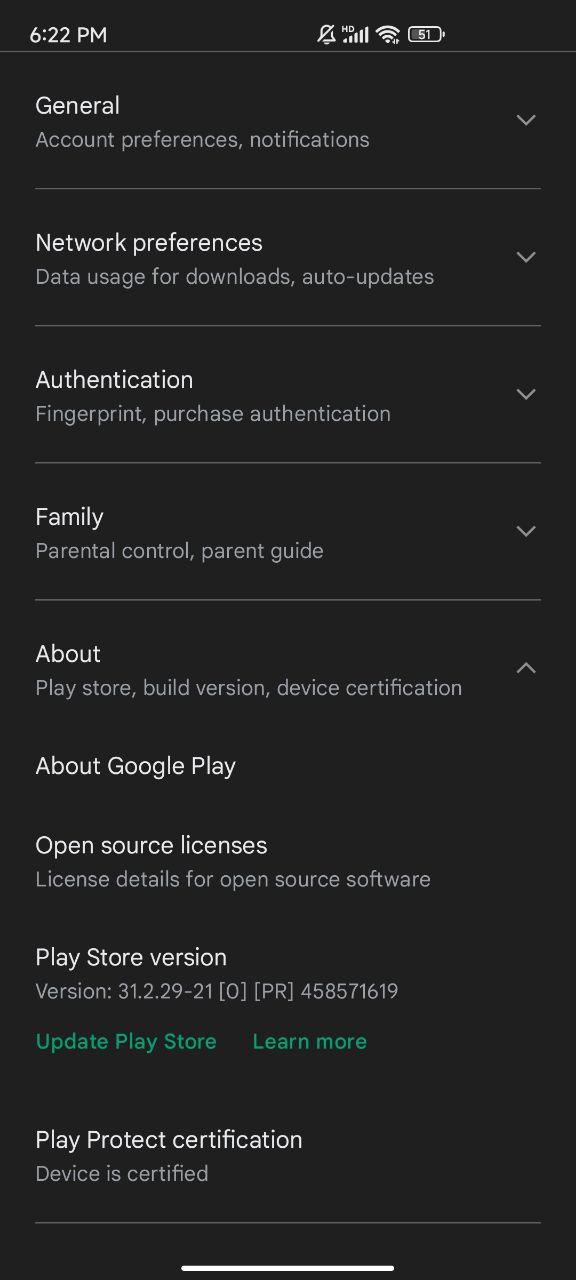 6:22 PM HD 51
General
Account preferences, notifications
Network preferences
Data usage for downloads, auto-updates
Authentication
Fingerprint, purchase authentication
Family
Parental control, parent guide
About
Play store, build version, device certification
About Google Play
Open source licenses
License details for open source software
Play Store version
Version: 31.2.29-21 [0] [PR] 458571619
Update Play Store Learn more
Play Protect certification
Device is certified